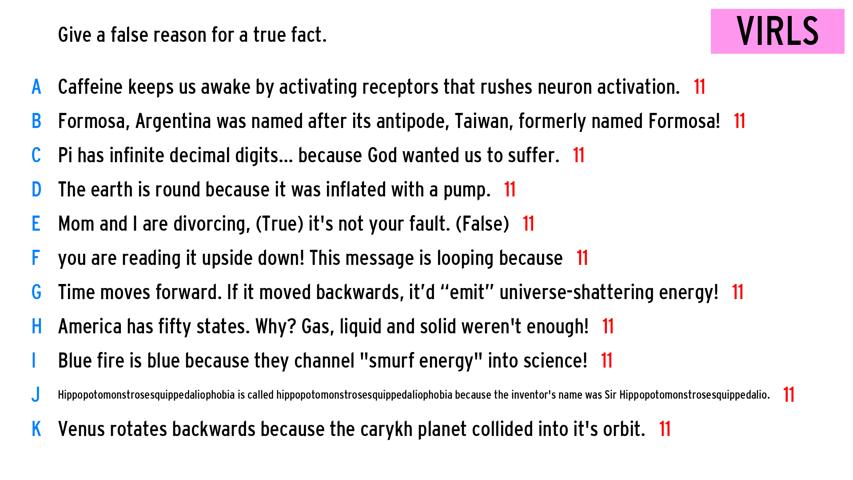 VIRLS
Give a false reason for a true fact.
A Caffeine keeps us awake by activating receptors that rushes neuron activation. 11
B Formosa, Argentina was named after its antipode, Taiwan, formerly named Formosa! 11
C Pi has infinite decimal digits... because God wanted us to suffer. 11
D The earth is round because it was inflated with a pump. 11
E Mom and I are divorcing, (True) it's not your fault. (False) 11
F you are reading it upside down! This message is looping because 11
G Time moves forward. If it moved backwards, it’d “emit” universe-shattering energy! 11
H America has fifty states. Why? Gas, liquid and solid weren't enough! 11
I Blue fire is blue because they channel "smurf energy" into science! 11
J Hippopotomonstrosesquippedaliophobia is called hippopotomonstrosesquippedaliophobia because the inventor's name was Sir Hippopotomonstrosesquippedalio. 11
K Venus rotates backwards because the carykh planet collided into it's orbit. 11